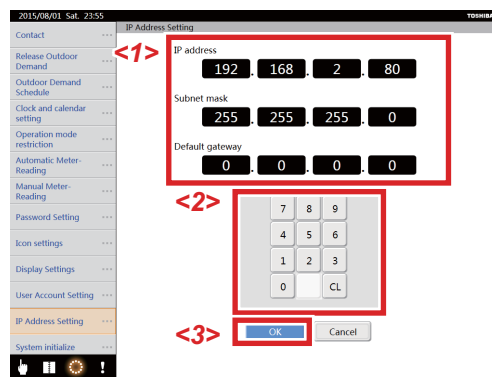 2015/08/01 Sat. 23:55
TOSHIBA
IP Address Setting
Contact
Release Outdoor
Demand
Outdoor Demand
Schedule
Clock and calendar
setting
Operation mode
restriction
Automatic Meter-
Reading
Manual Meter-
Reading
Password Setting
Icon settings
Display Settings
User Account Setting
IP Address Setting
System initialize
<1>
IP address
192 . 168 . 2 . 80
Subnet mask
255 . 255 . 255 . 0
Default gateway
0 . 0 . 0 . 0
<2>
7 8 9
4 5 6
1 2 3
0 CL
<3>
OK Cancel